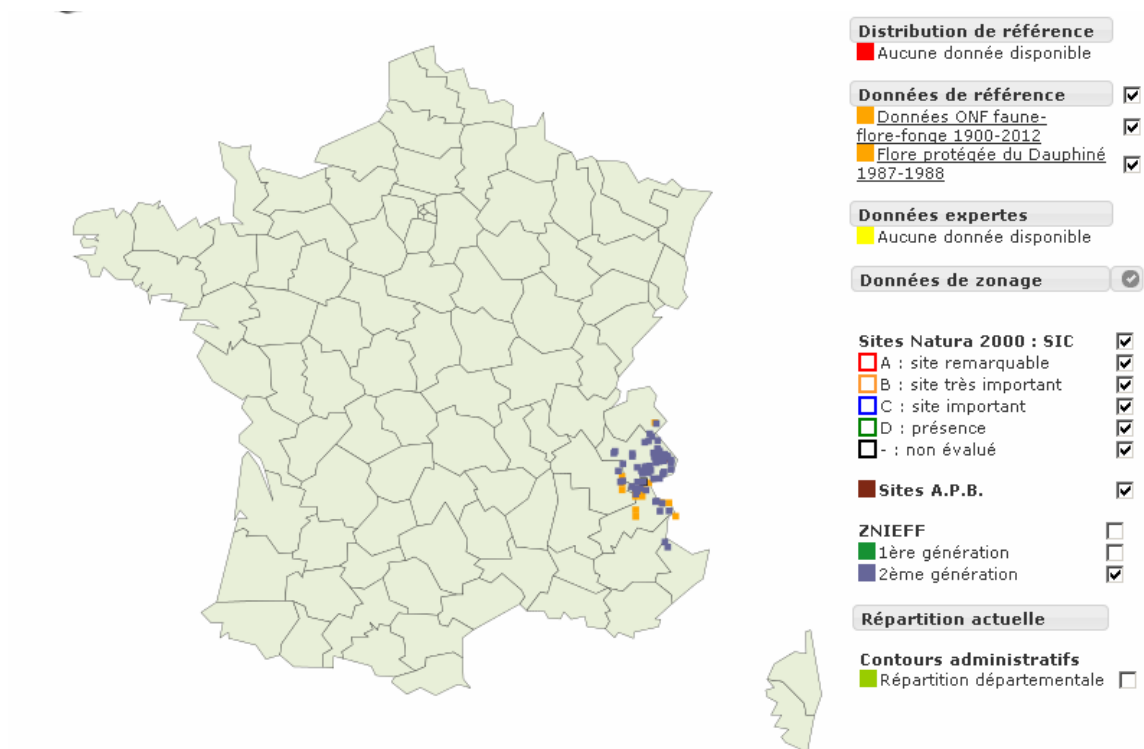 Distribution de référence
Aucune donnée disponible
Données de référence
Données ONF faune-
flore-fonge 1900-2012
Flore protégée du Dauphiné
1987-1988
Données expertes
Aucune donnée disponible
Données de zonage
Sites Natura 2000 : SIC
A : site remarquable
B : site très important
C : site important
D : présence
- : non évalué
Sites A.P.B.
ZNIEFF
1ère génération
2ème génération
Répartition actuelle
Contours administratifs
Répartition départementale